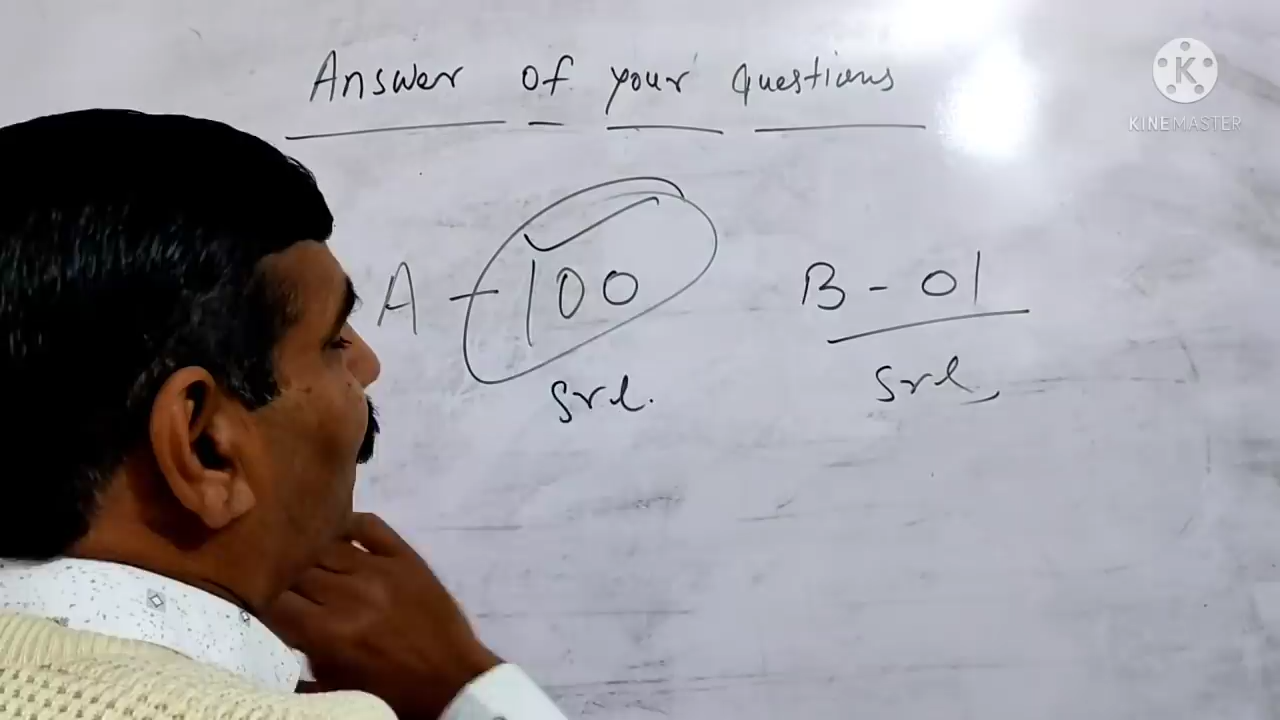 Answer of your questions
A - 100 B - 01
Srl. Srl,
K
KINEMASTER